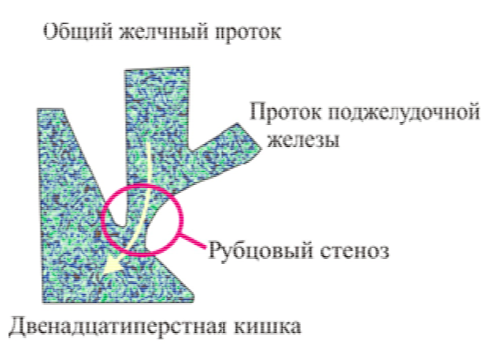 Общий желчный проток
Проток поджелудочной
железы
Рубцовый стеноз
Двенадцатиперстная кишка